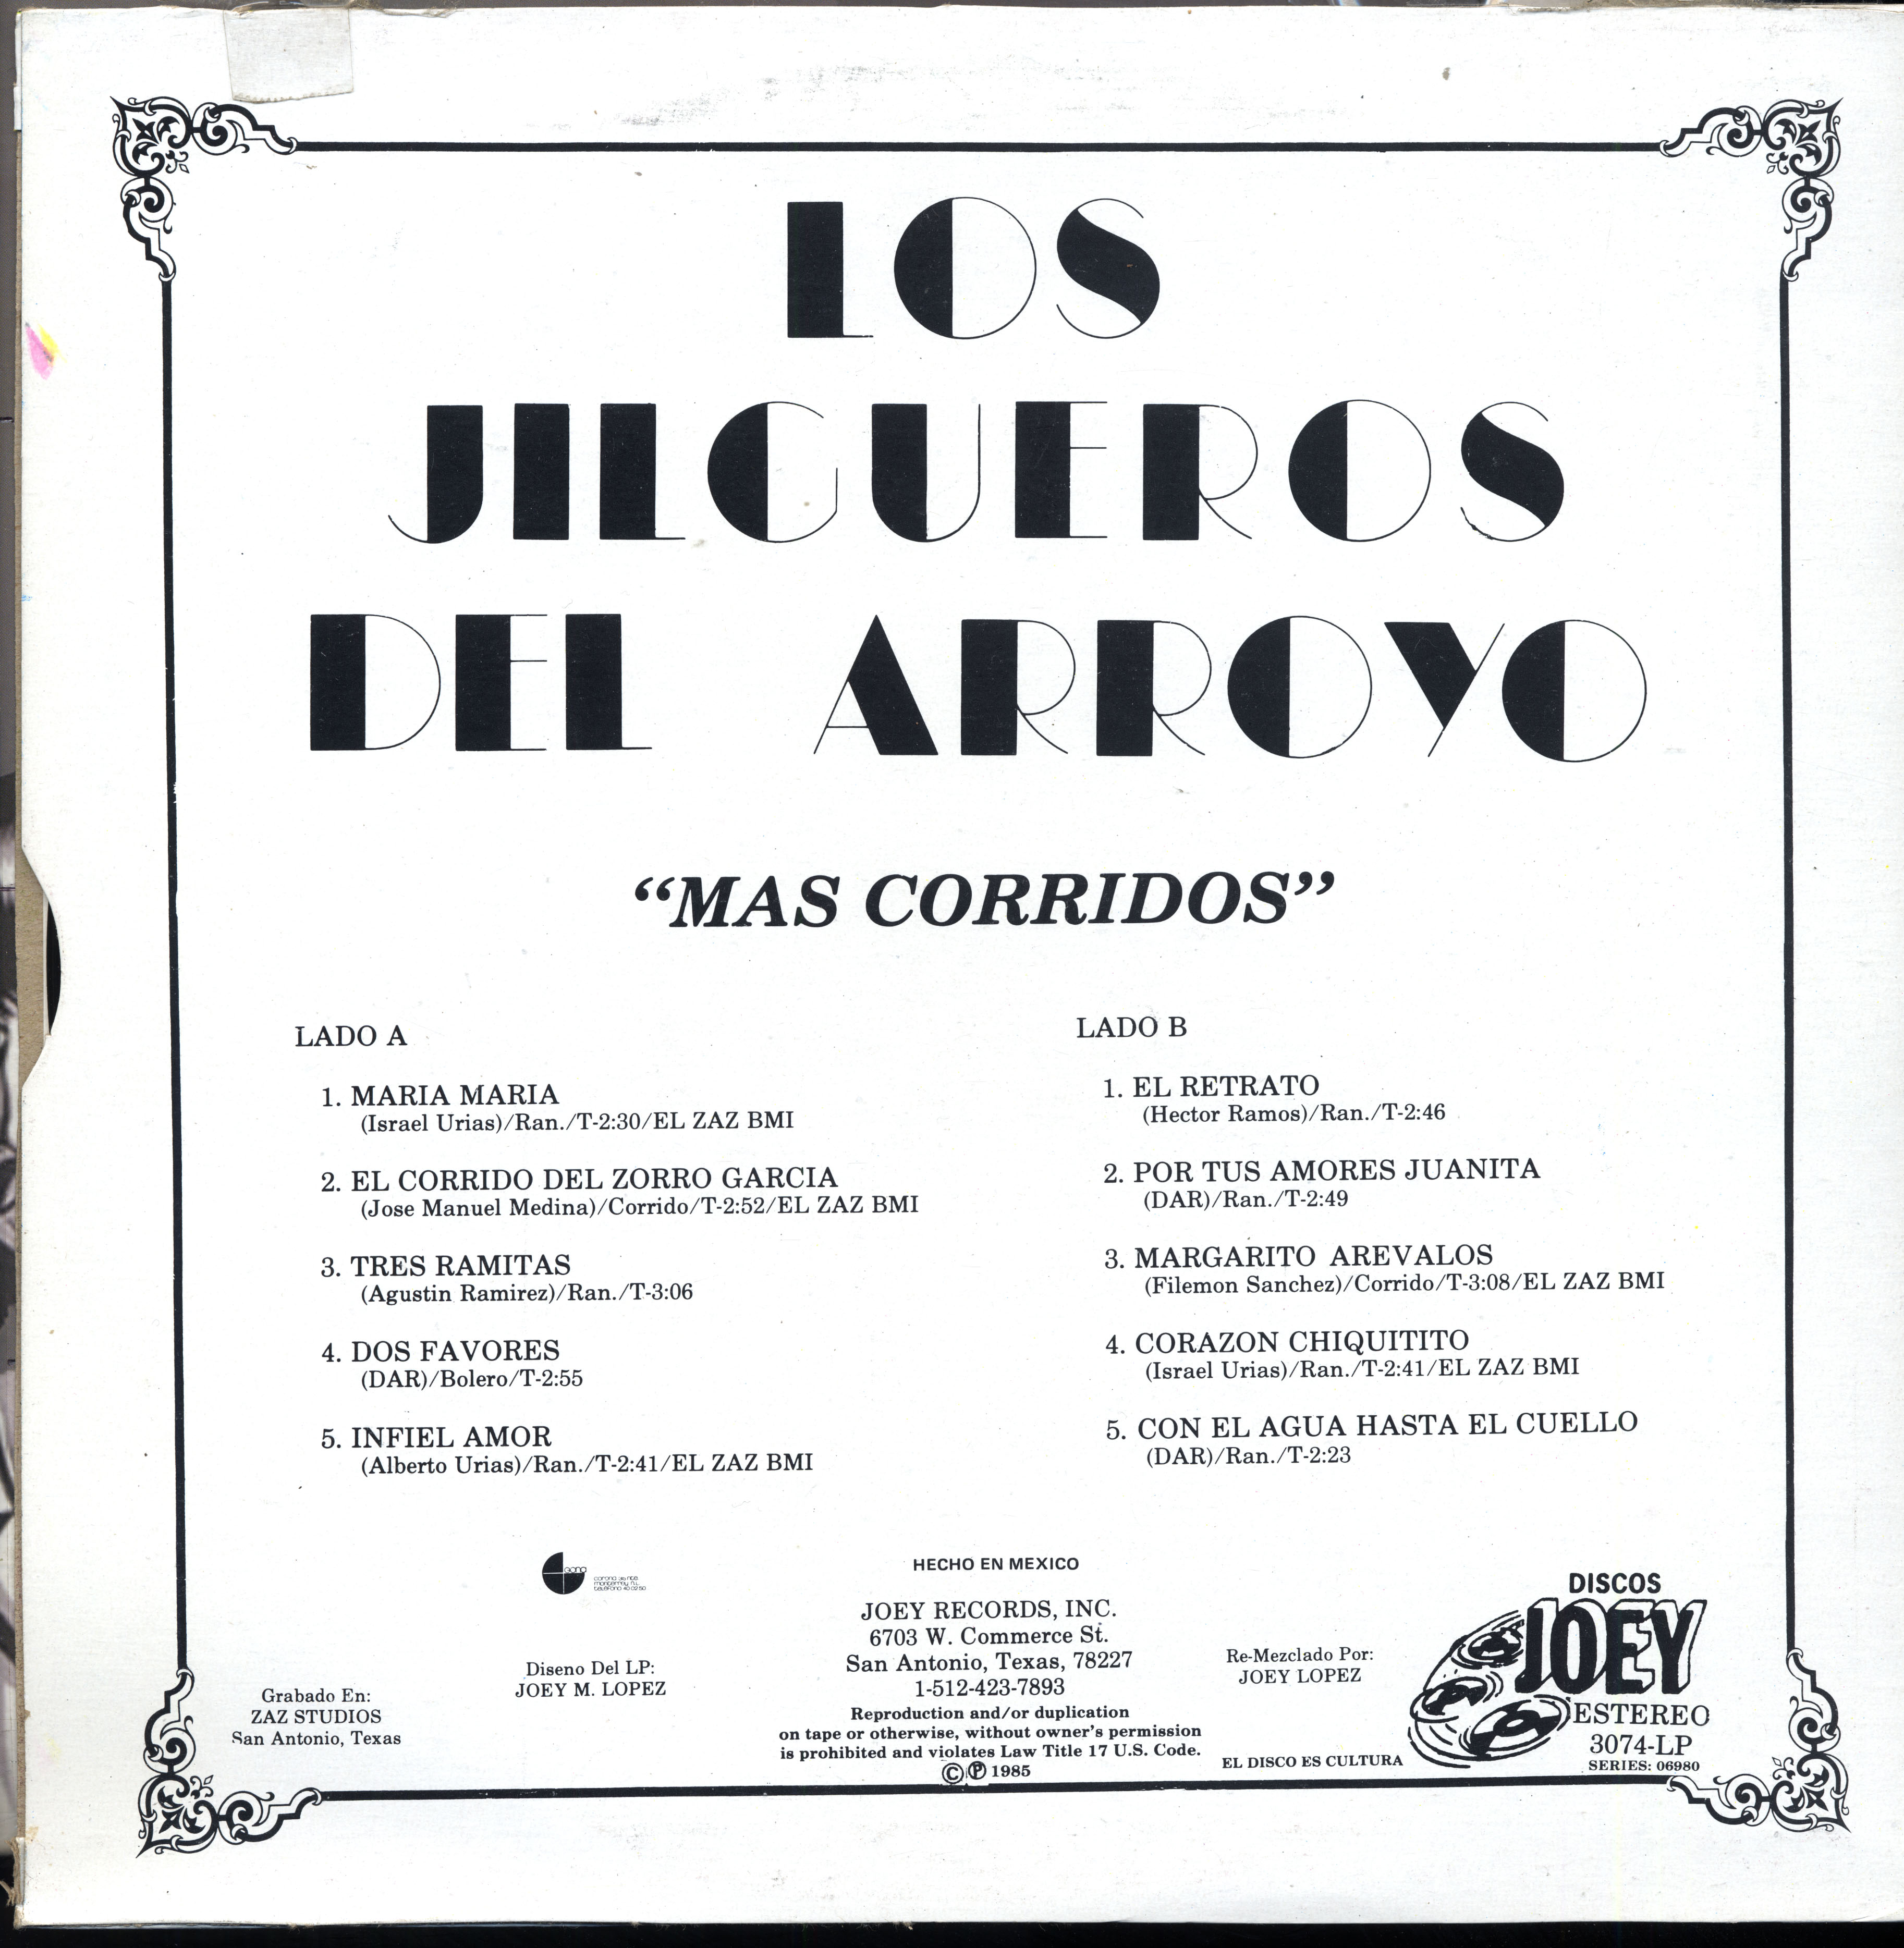 LOS
JILGUEROS
DEL ARROYO
“MAS CORRIDOS”
LADO A
1. MARIA MARIA
(Israel Urias)/Ran./T-2:30/EL ZAZ BMI
2. EL CORRIDO DEL ZORRO GARCIA
(Jose Manuel Medina)/Corrido/T-2:52/EL ZAZ BMI
3. TRES RAMITAS
(Agustin Ramirez)/Ran./T-3:06
4. DOS FAVORES
(DAR)/Bolero/T-2:55
5. INFIEL AMOR
(Alberto Urias)/Ran./T-2:41/EL ZAZ BMI
LADO B
1. EL RETRATO
(Hector Ramos)/Ran./T-2:46
2. POR TUS AMORES JUANITA
(DAR)/Ran./T-2:49
3. MARGARITO AREVALOS
(Filemon Sanchez)/Corrido/T-3:08/EL ZAZ BMI
4. CORAZON CHIQUITITO
(Israel Urias)/Ran./T-2:41/EL ZAZ BMI
5. CON EL AGUA HASTA EL CUELLO
(DAR)/Ran./T-2:23
Grabado En:
ZAZ STUDIOS
San Antonio, Texas
monterrey n.l.
Diseno Del LP:
JOEY M. LOPEZ
HECHO EN MEXICO
JOEY RECORDS, INC.
6703 W. Commerce St.
San Antonio, Texas, 78227
1-512-423-7893
Reproduction and/or duplication
on tape or otherwise, without owner's permission
is prohibited and violates Law Title 17 U.S. Code.
©℗ 1985
Re-Mezclado Por:
JOEY LOPEZ
EL DISCO ES CULTURA
DISCOS
JOEY
ESTEREO
3074-LP
SERIES: 06980